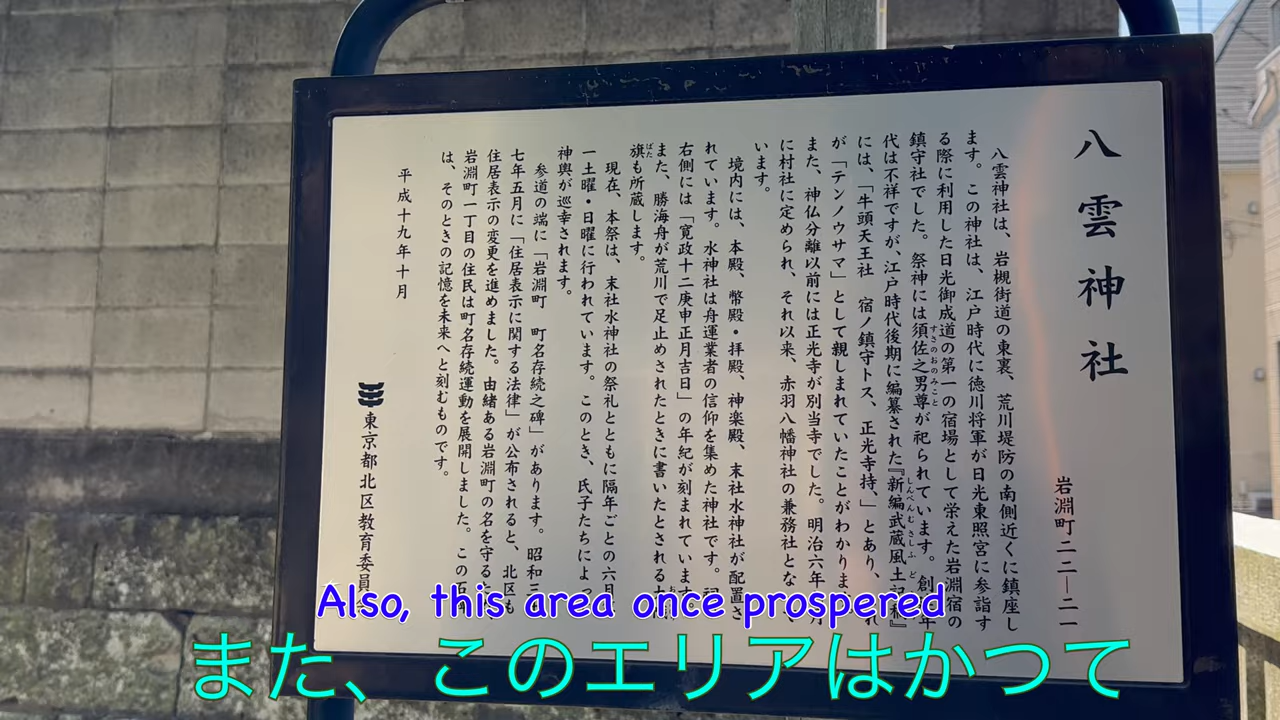 八雲神社
岩淵町二二―二一
八雲神社は、岩槻街道の東裏、荒川堤防の南側近くに鎮座し
ます。この神社は、江戸時代に徳川将軍が日光東照宮に参詣す
る際に利用した日光御成道の第一の宿場として栄えた岩淵宿の
鎮守社でした。祭神には須佐之男尊が祀られています。創
代は不祥ですが、江戸時代後期に編纂された『新編武蔵風土記稿』
には、「牛頭天王社 宿ノ鎮守トス、正光寺持、」とあり、
が「テンノウサマ」として親しまれていたことがわかりま
また、神仏分離以前には正光寺が別当寺でした。明治六年
に村社に定められ、それ以来、赤羽八幡神社の兼務社とな
います。
境内には、本殿、幣殿・拝殿、神楽殿、末社水神社が配置さ
れています。水神社は舟運業者の信仰を集めた神社です。
右側には「寛政十二庚申正月吉日」の年紀が刻まれていま
また、勝海舟が荒川で足止めされたときに書いたとされる
旗も所蔵します。
現在、本祭は、末社水神社の祭礼とともに隔年ごとの六月
一土曜・日曜に行われています。このとき、氏子たちによ
神輿が巡幸されます。
参道の端に「岩淵町 町名存続之碑」があります。昭和三
七年五月に「住居表示に関する法律」が公布されると、北区も
住居表示の変更を進めました。由緒ある岩淵町の名を守る
岩淵町一丁目の住民は町名存続運動を展開しました。この
は、そのときの記憶を未来へと刻むものです。
平成十九年十月
東京都北区教育委員
Also, this area once prospered
また、このエリアはかつて